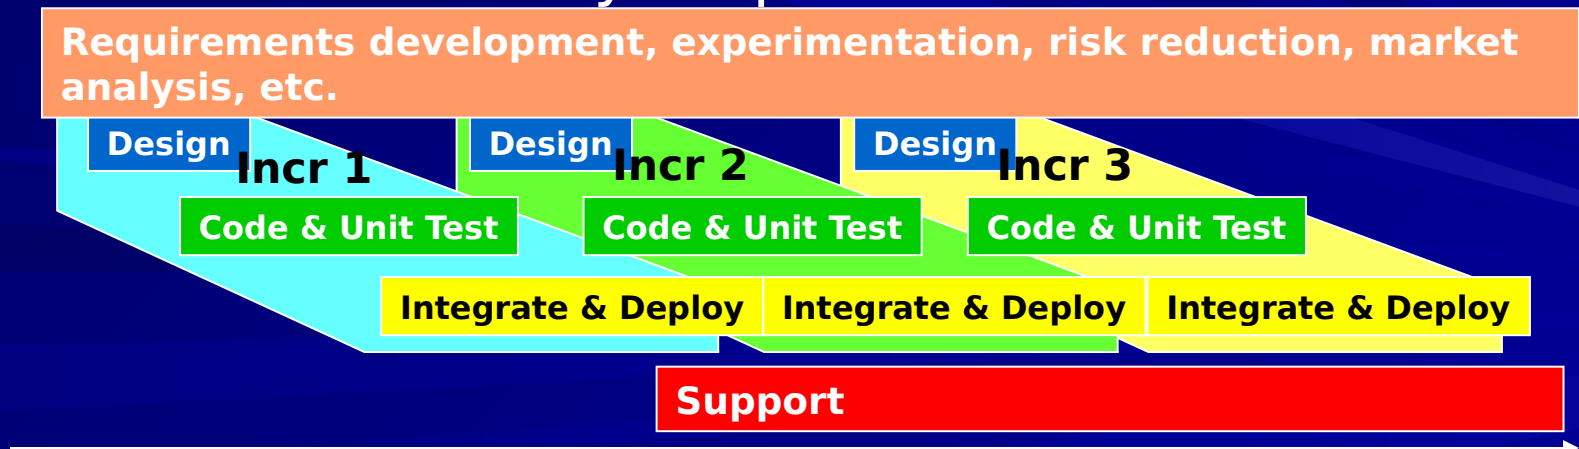 Requirements development, experimentation, risk reduction, market
analysis, etc.
Design
Incr 1
Design
Incr 2
Design
Incr 3
Code & Unit Test
Code & Unit Test
Code & Unit Test
Integrate & Deploy
Integrate & Deploy
Integrate & Deploy
Support